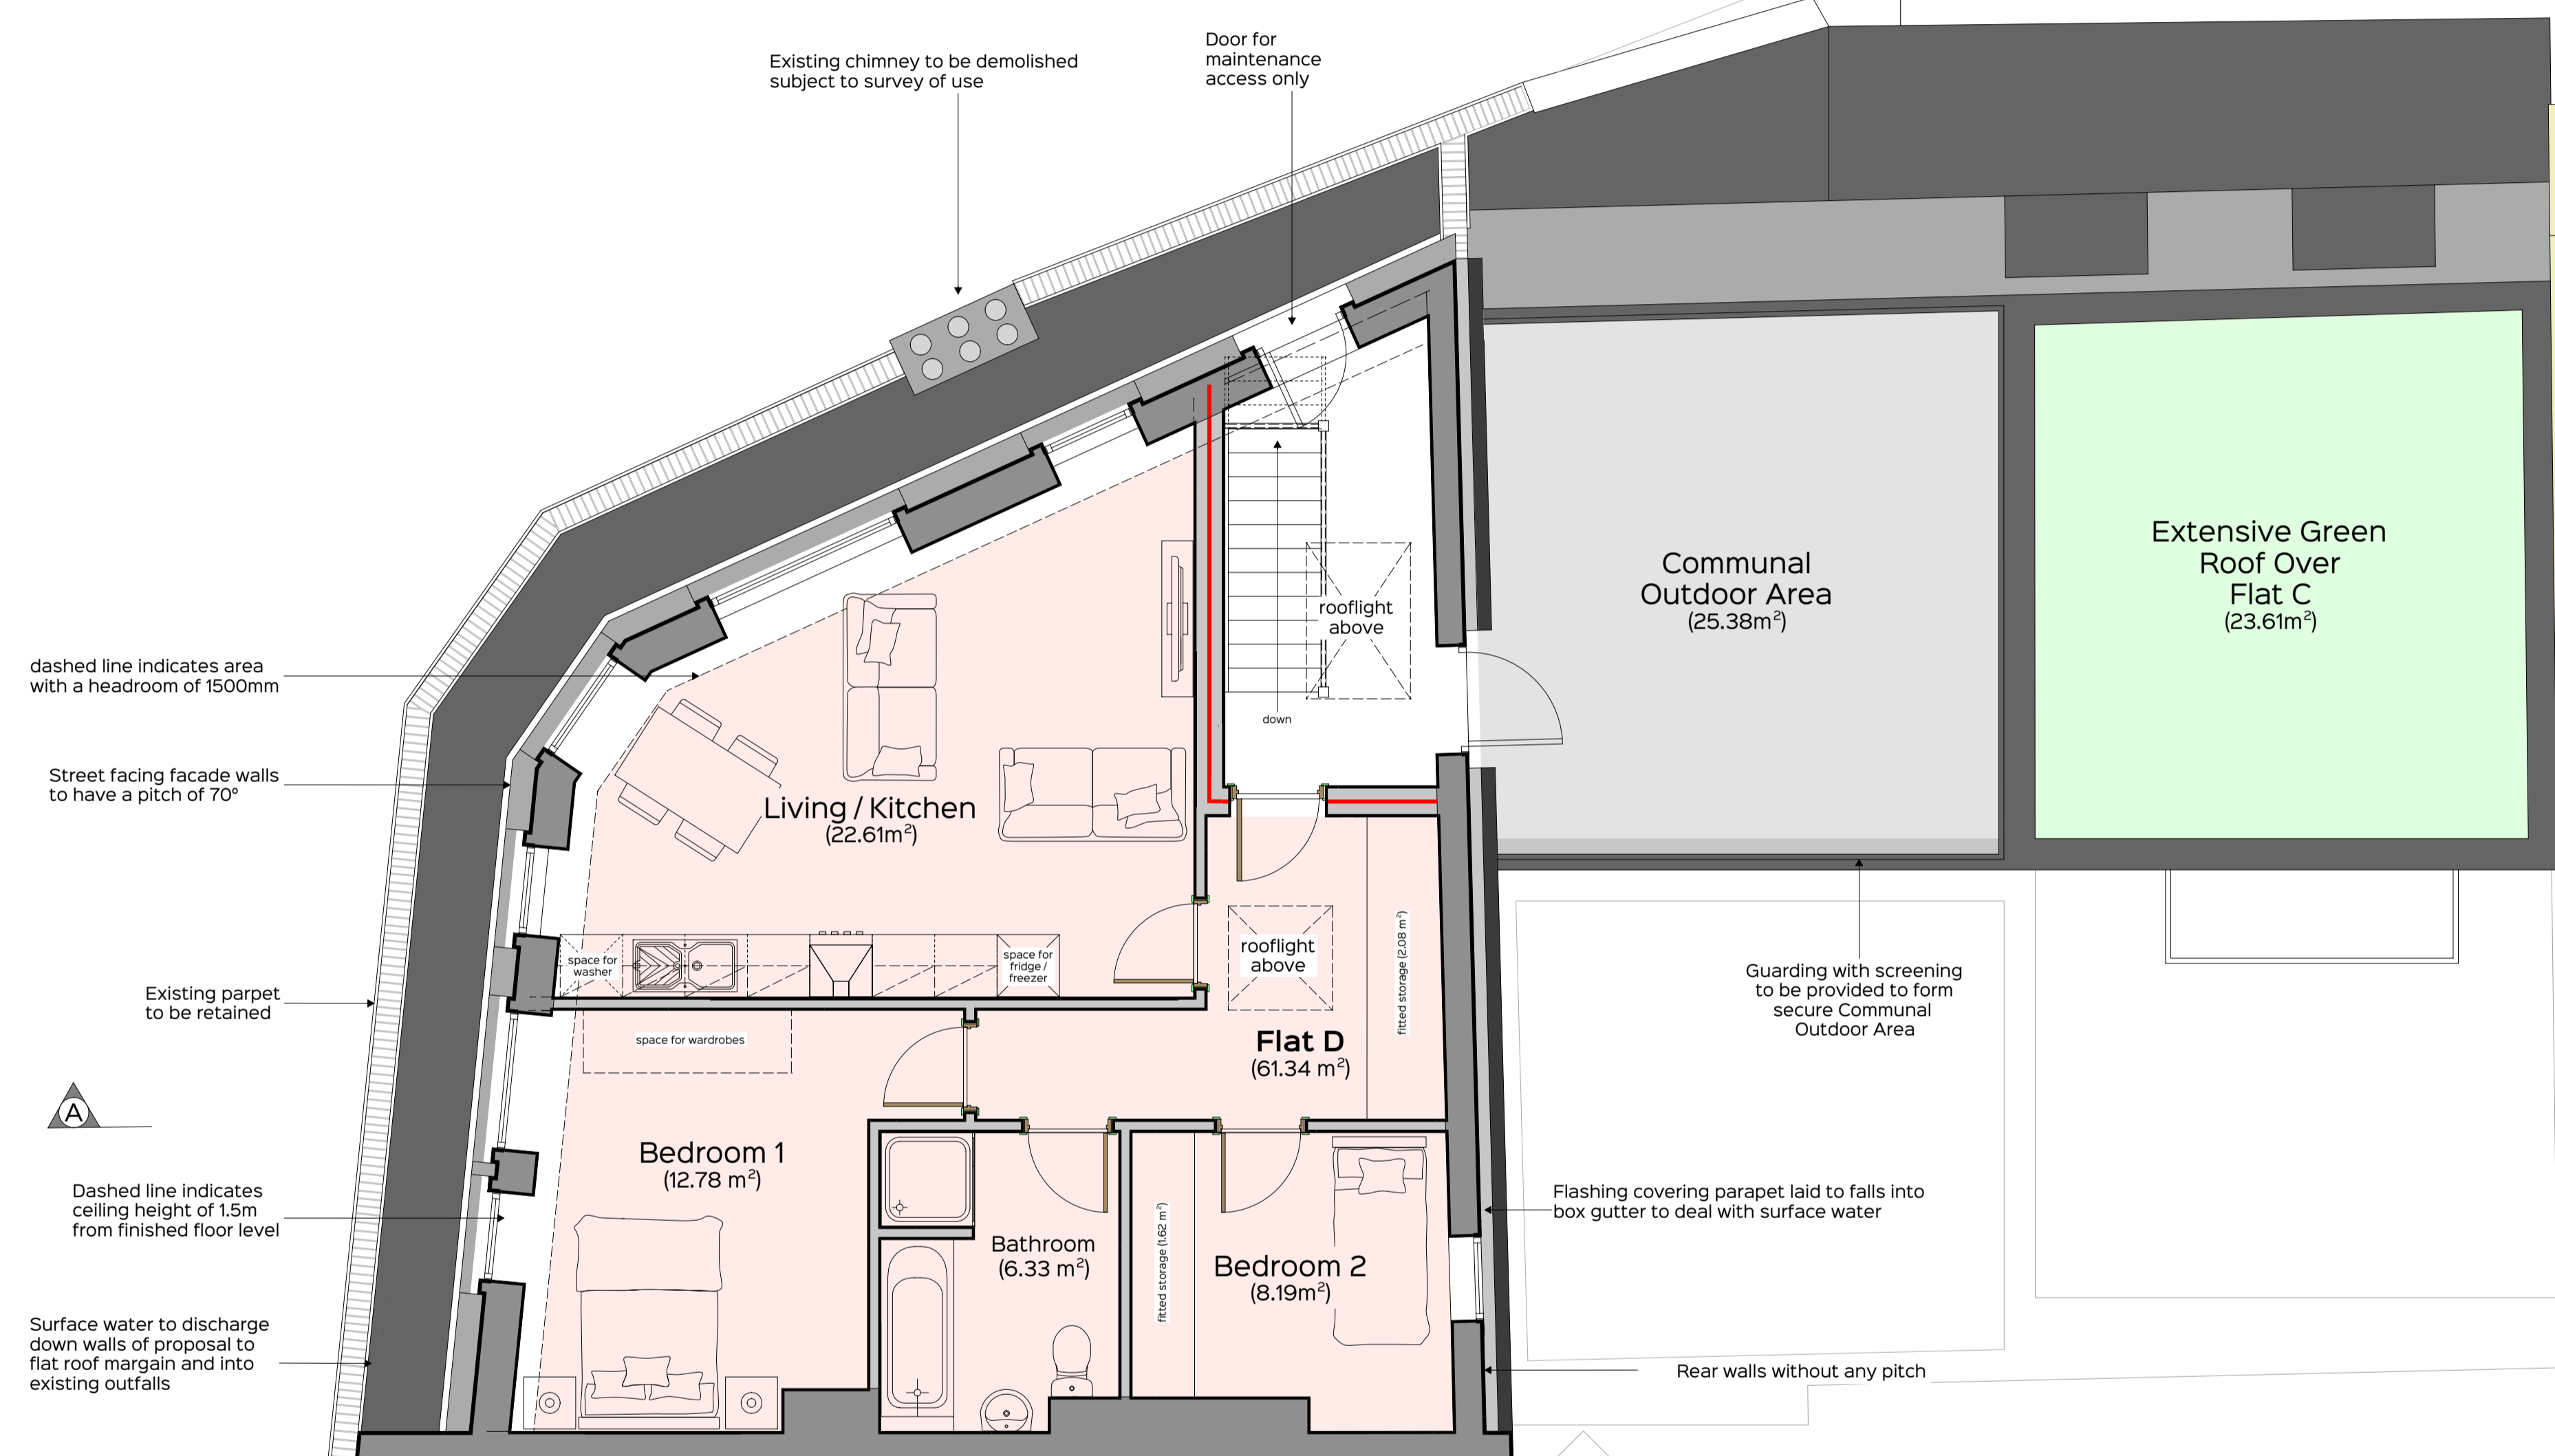 Door for
maintenance
access only
Existing chimney to be demolished
subject to survey of use
Communal
Outdoor Area
(25.38m²)
Extensive Green
Roof Over
Flat C
(23.61m²)
rooflight
above
down
dashed line indicates area
with a headroom of 1500mm
Street facing facade walls
to have a pitch of 70°
Living / Kitchen
(22.61m²)
space for
washer
space for
fridge /
freezer
rooflight
above
fitted storage (2.08 m²)
Existing parpet
to be retained
Guarding with screening
to be provided to form
secure Communal
Outdoor Area
space for wardrobes
Flat D
(61.34 m²)
A
Bedroom 1
(12.78 m²)
Dashed line indicates
ceiling height of 1.5m
from finished floor level
Flashing covering parapet laid to falls into
box gutter to deal with surface water
Bathroom
(6.33 m²)
fitted storage (1.62 m²)
Bedroom 2
(8.19m²)
Surface water to discharge
down walls of proposal to
flat roof margain and into
existing outfalls
Rear walls without any pitch